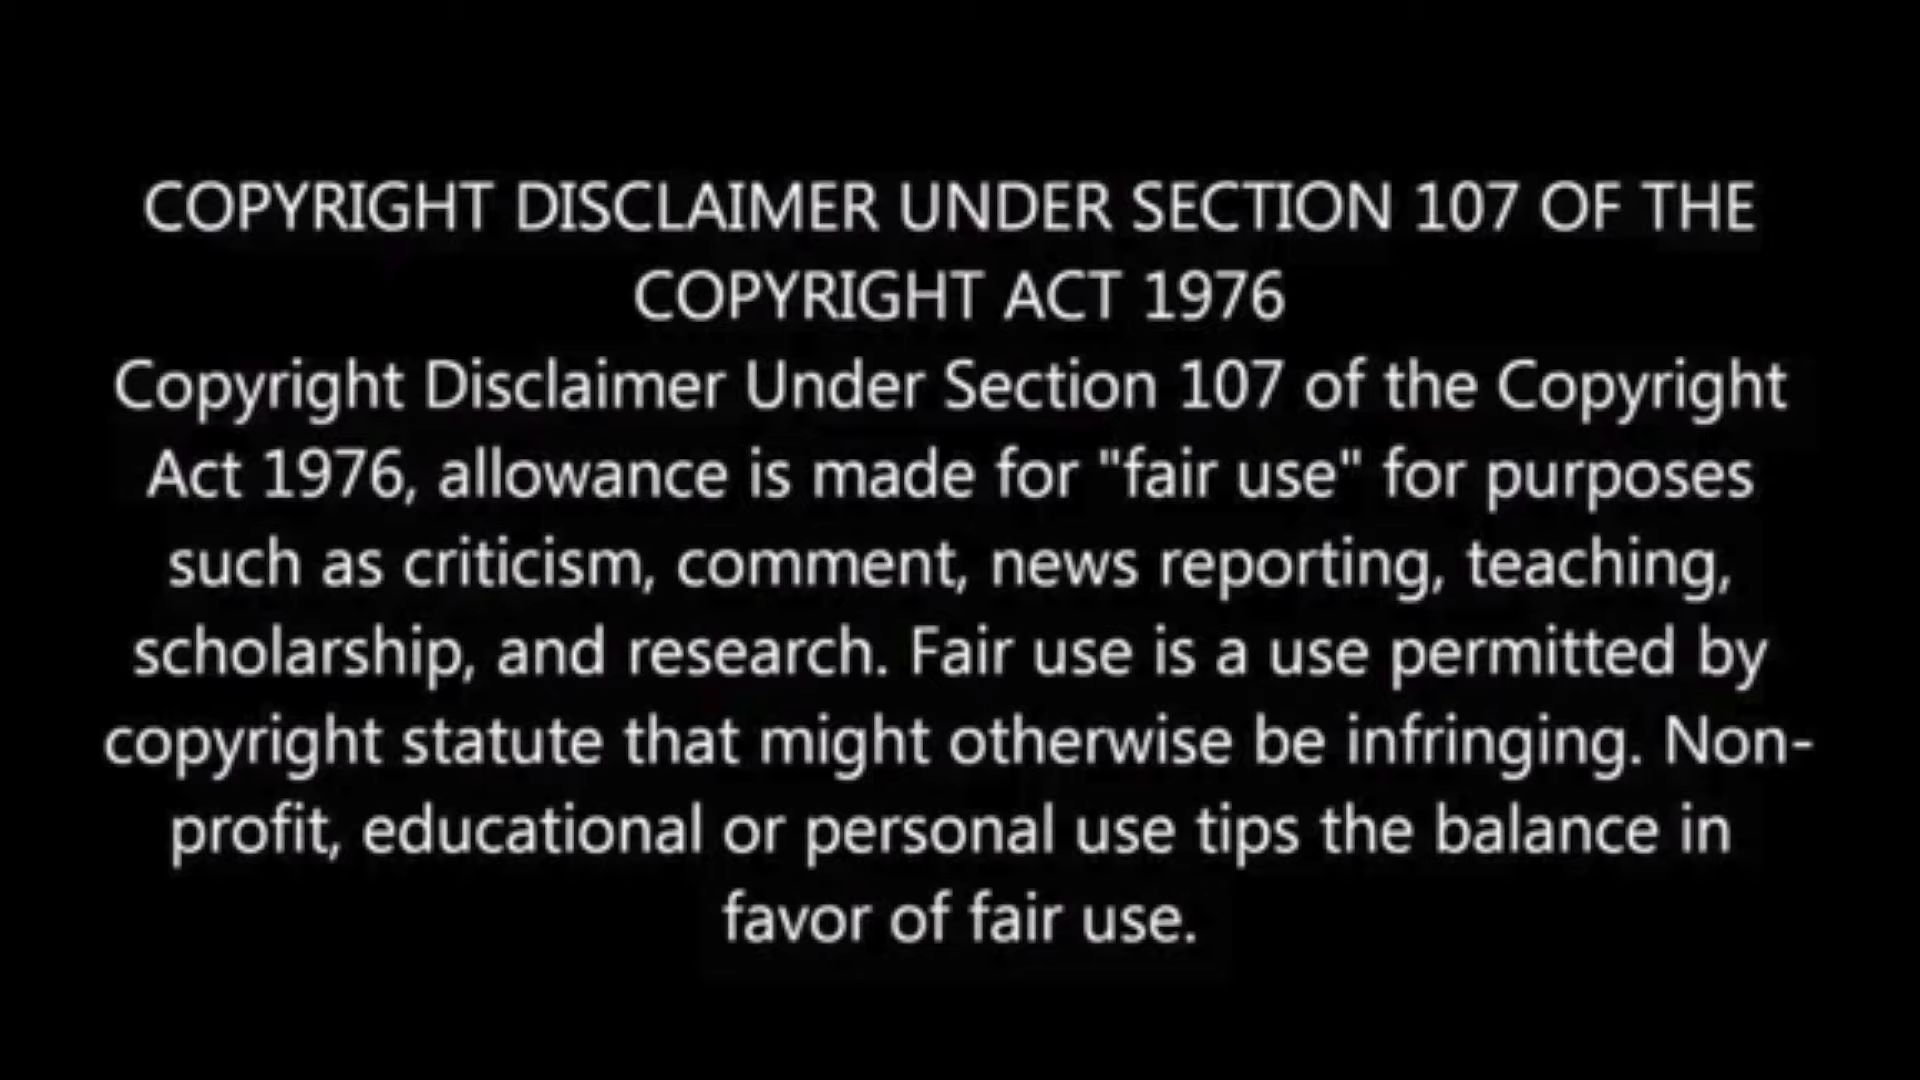 COPYRIGHT DISCLAIMER UNDER SECTION 107 OF THE
COPYRIGHT ACT 1976
Copyright Disclaimer Under Section 107 of the Copyright
Act 1976, allowance is made for "fair use" for purposes
such as criticism, comment, news reporting, teaching,
scholarship, and research. Fair use is a use permitted by
copyright statute that might otherwise be infringing. Non-
profit, educational or personal use tips the balance in
favor of fair use.